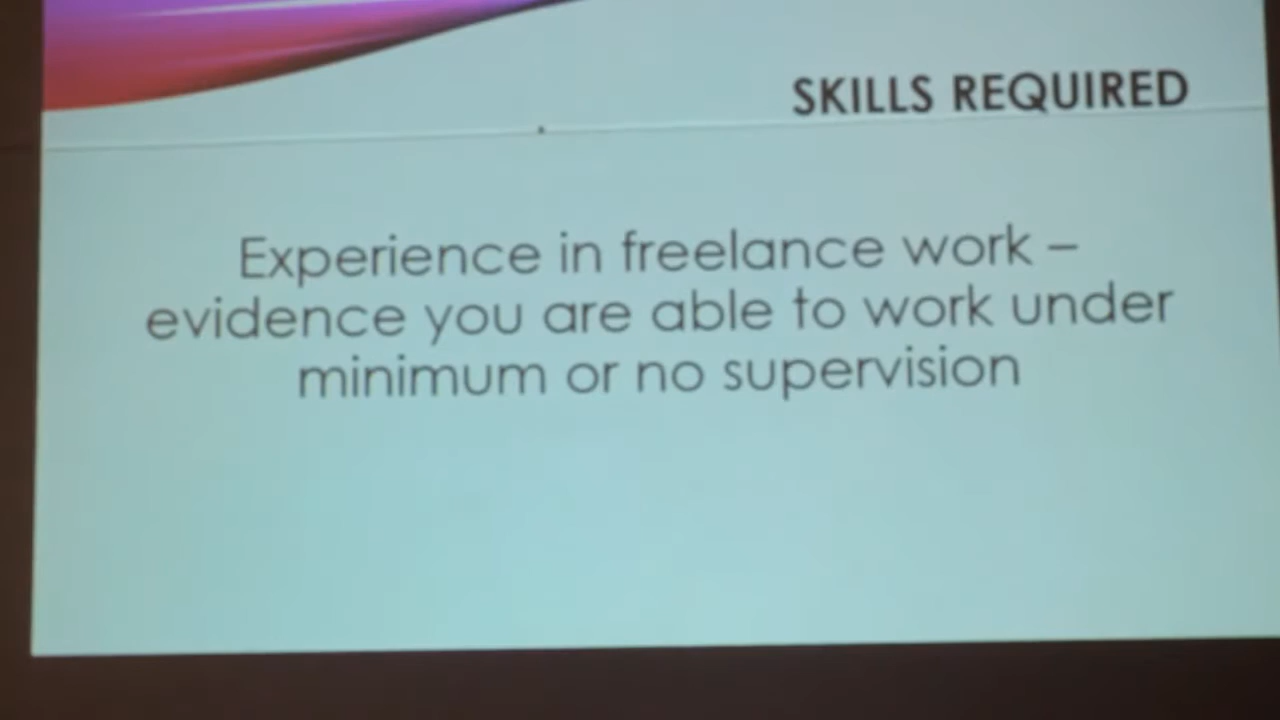 SKILLS REQUIRED
Experience in freelance work –
evidence you are able to work under
minimum or no supervision